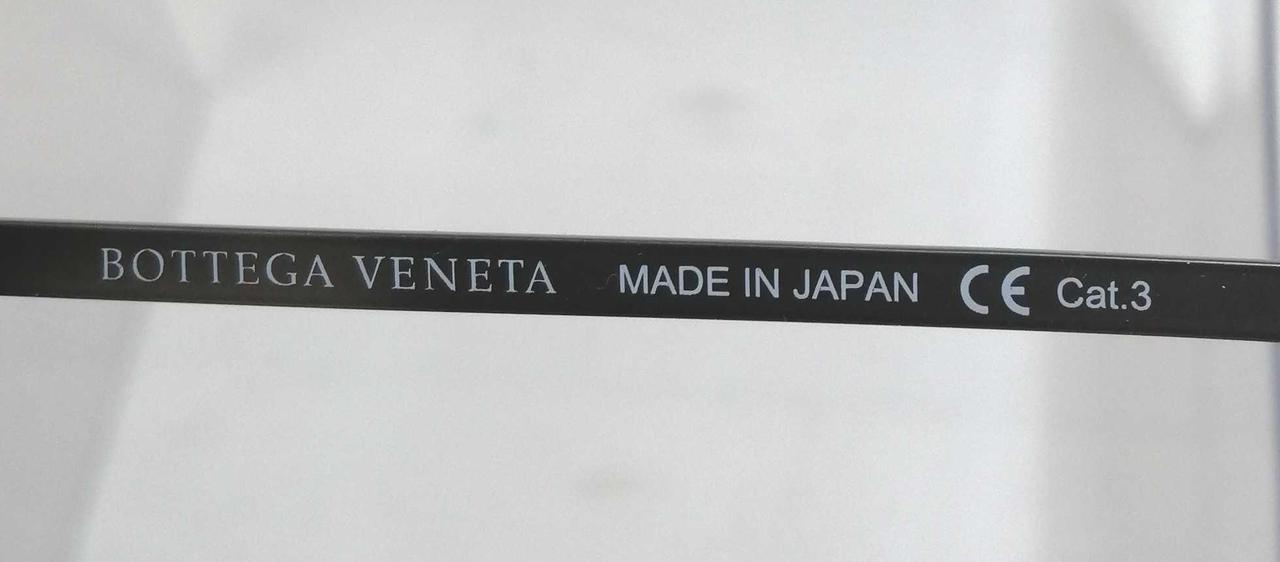 BOTTEGA VENETA MADE IN JAPAN CE Cat.3